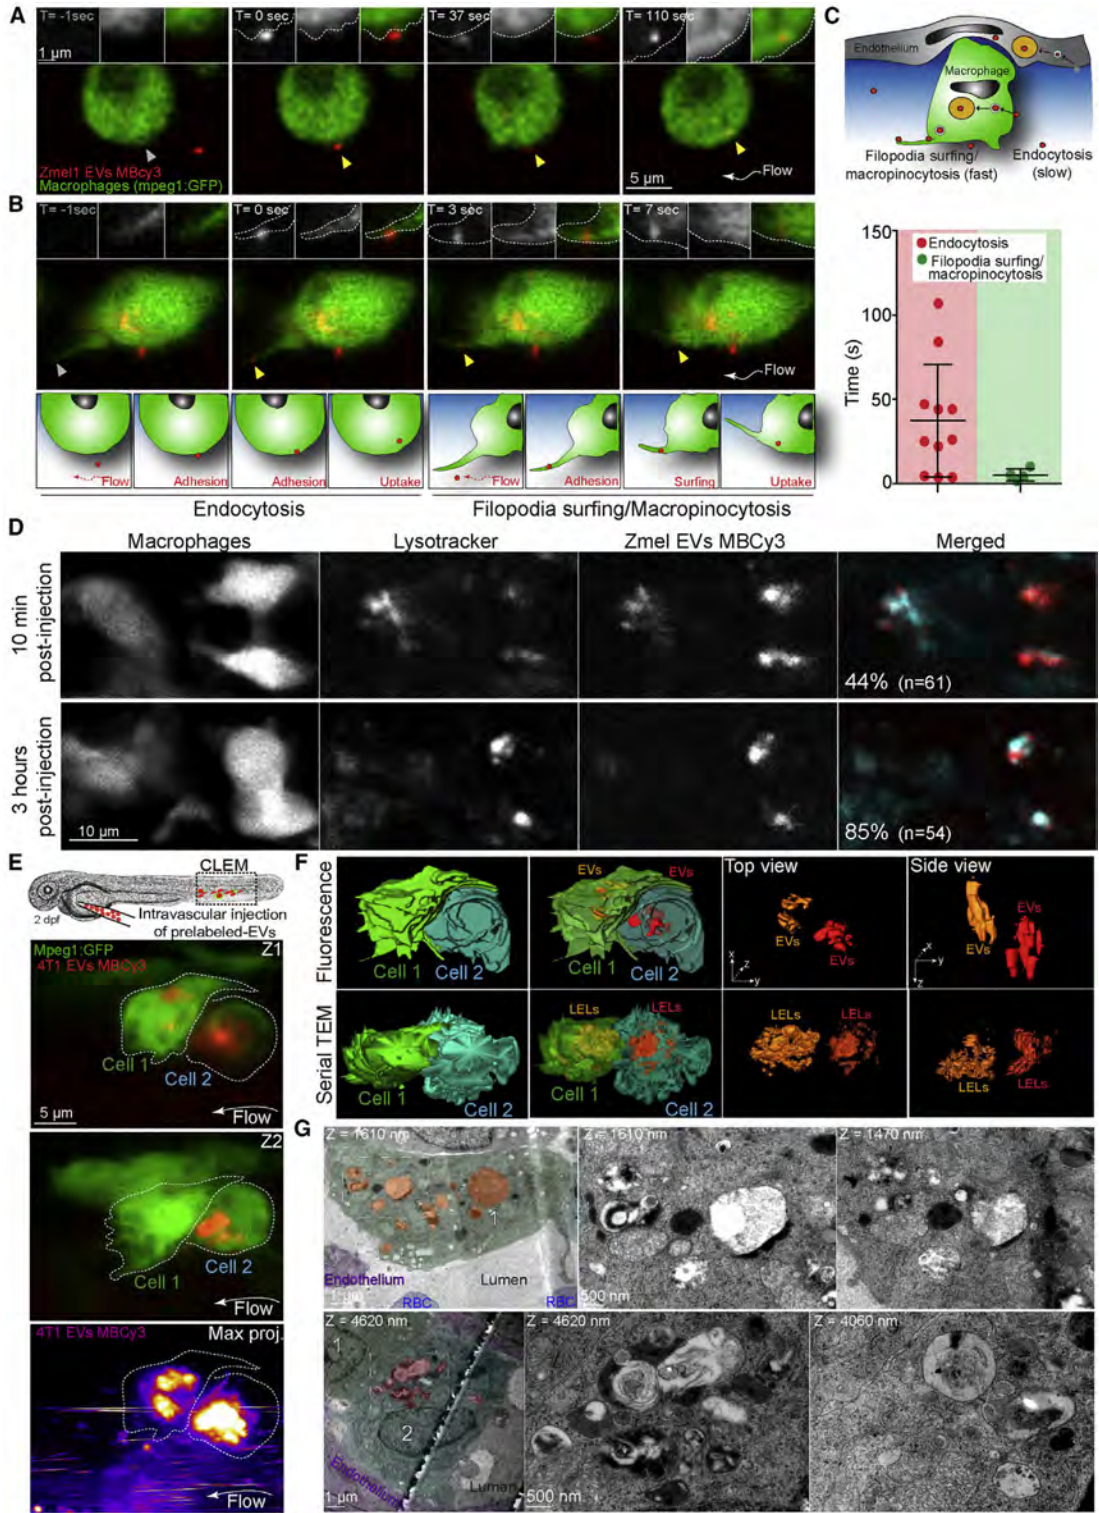 A
T= -1sec
T= 0 sec
T= 37 sec
T= 110 sec
1 µm
Zmel1 EVs MBcy3
Macrophages (mpeg1:GFP)
5 µm
Flow
B
T= -1sec
T= 0 sec
T= 3 sec
T= 7 sec
Flow
Flow
Adhesion
Adhesion
Uptake
Flow
Adhesion
Surfing
Uptake
Endocytosis
Filopodia surfing/Macropinocytosis
C
Endothelium
Macrophage
Filopodia surfing/
macropinocytosis (fast)
Endocytosis
(slow)
150
100
50
0
Time (s)
Endocytosis
Filopodia surfing/
macropinocytosis
D
Macrophages
Lysotracker
Zmel EVs MBCy3
Merged
10 min
post-injection
44% (n=61)
3 hours
post-injection
10 µm
85% (n=54)
E
CLEM
2 dpf
Intravascular injection
of prelabeled-EVs
Mpeg1:GFP
4T1 EVs MBCy3
Z1
Cell 1
Cell 2
5 µm
Flow
Z2
Cell 1
Cell 2
Flow
4T1 EVs MBCy3
Max proj.
Flow
F
Fluorescence
Cell 1
Cell 2
EVs
EVs
Cell 1
Cell 2
Top view
EVs
EVs
x
z
y
Side view
EVs
EVs
x
y
z
Serial TEM
Cell 1
Cell 2
LELs
LELs
Cell 1
Cell 2
LELs
LELs
LELs
LELs
G
Z = 1610 nm
1
Endothelium
Lumen
RBC
RBC
1 µm
Z = 1610 nm
500 nm
Z = 1470 nm
Z = 4620 nm
1
2
Endothelium
Lumen
1 µm
Z = 4620 nm
500 nm
Z = 4060 nm